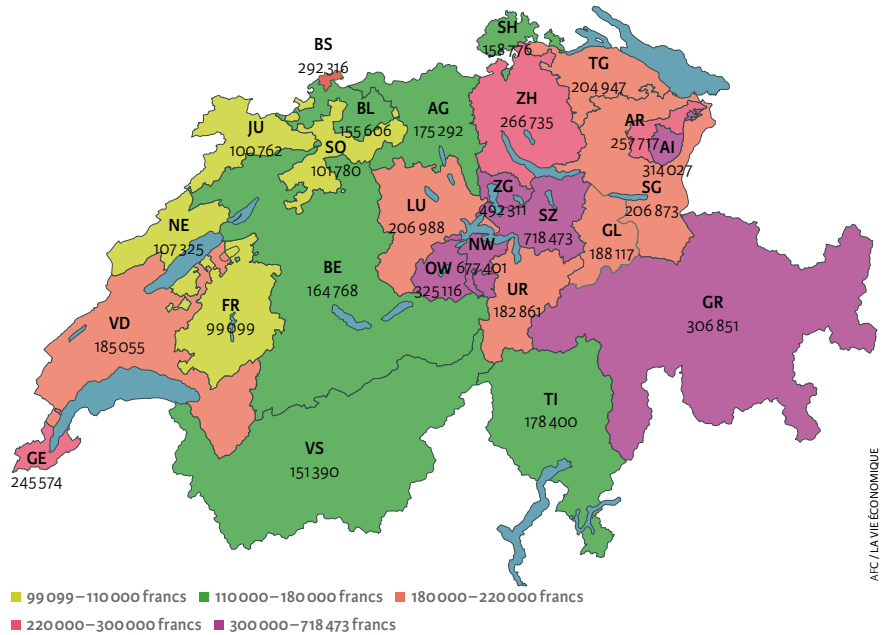 SH
158 776
BS
292 316
TG
204 947
ZH
266 735
BL
155 606
AG
175 292
AR
257 717
AI
314 027
JU
100 762
SO
101 780
SG
206 873
ZG
492 311
SZ
718 473
LU
206 988
NE
107 325
GL
188 117
NW
677 401
OW
325 116
BE
164 768
UR
182 861
GR
306 851
FR
99 099
VD
185 055
TI
178 400
VS
151 390
GE
245 574
99 099 – 110 000 francs
110 000 – 180 000 francs
180 000 – 220 000 francs
220 000 – 300 000 francs
300 000 – 718 473 francs
AFC / LA VIE ÉCONOMIQUE